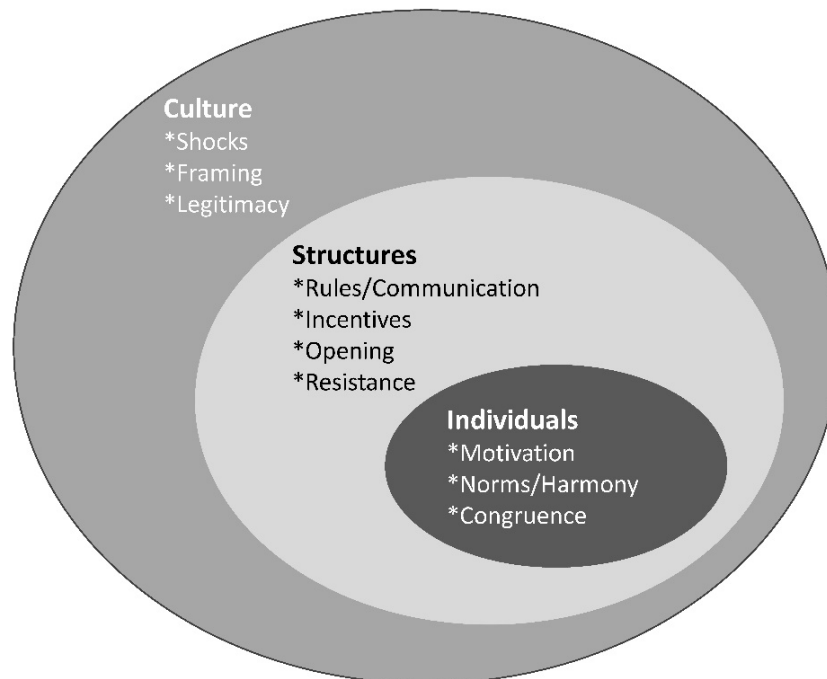 Culture
*Shocks
*Framing
*Legitimacy
Structures
*Rules/Communication
*Incentives
*Opening
*Resistance
Individuals
*Motivation
*Norms/Harmony
*Congruence